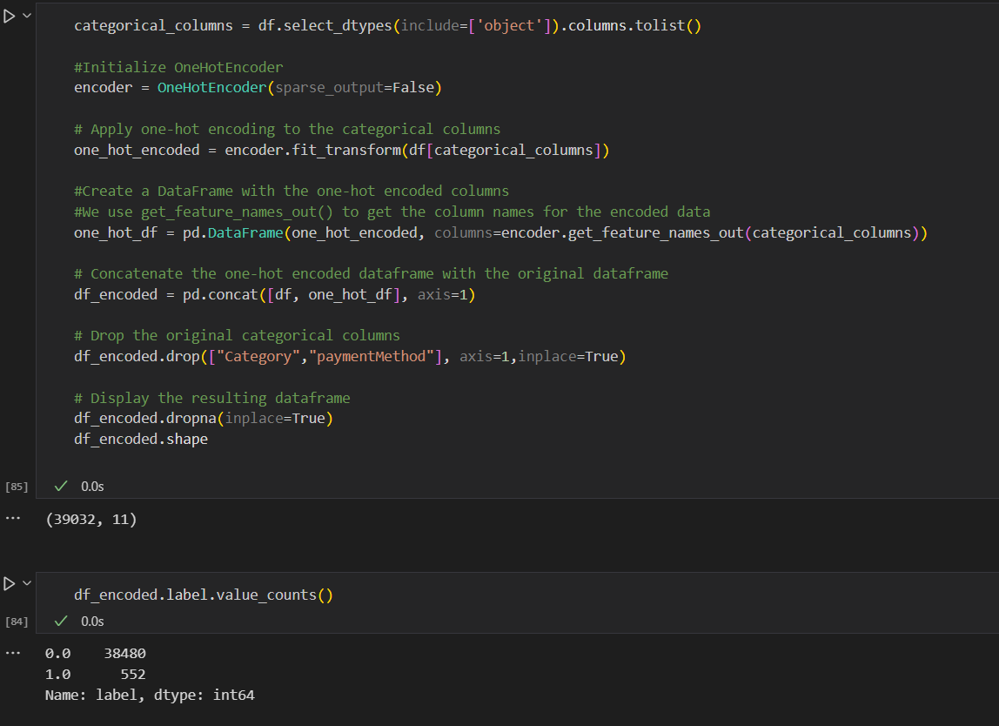 categorical_columns = df.select_dtypes(include=['object']).columns.tolist()
#Initialize OneHotEncoder
encoder = OneHotEncoder(sparse_output=False)
# Apply one-hot encoding to the categorical columns
one_hot_encoded = encoder.fit_transform(df[categorical_columns])
#Create a DataFrame with the one-hot encoded columns
#We use get_feature_names_out() to get the column names for the encoded data
one_hot_df = pd.DataFrame(one_hot_encoded, columns=encoder.get_feature_names_out(categorical_columns))
# Concatenate the one-hot encoded dataframe with the original dataframe
df_encoded = pd.concat([df, one_hot_df], axis=1)
# Drop the original categorical columns
df_encoded.drop(["Category","paymentMethod"], axis=1,inplace=True)
# Display the resulting dataframe
df_encoded.dropna(inplace=True)
df_encoded.shape
[85] 0.0s
... (39032, 11)
df_encoded.label.value_counts()
[84] 0.0s
... 0.0    38480
1.0      552
Name: label, dtype: int64